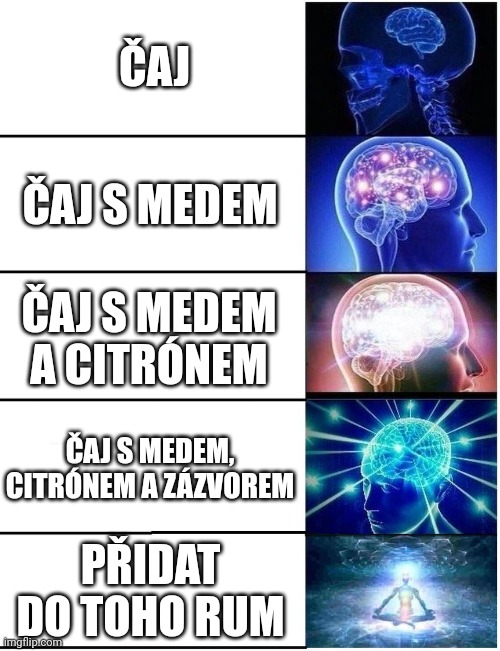 ČAJ
ČAJ S MEDEM
ČAJ S MEDEM
A CITRÓNEM
ČAJ S MEDEM,
CITRÓNEM A ZÁZVOREM
PŘIDAT
DO TOHO RUM
imgflip.com